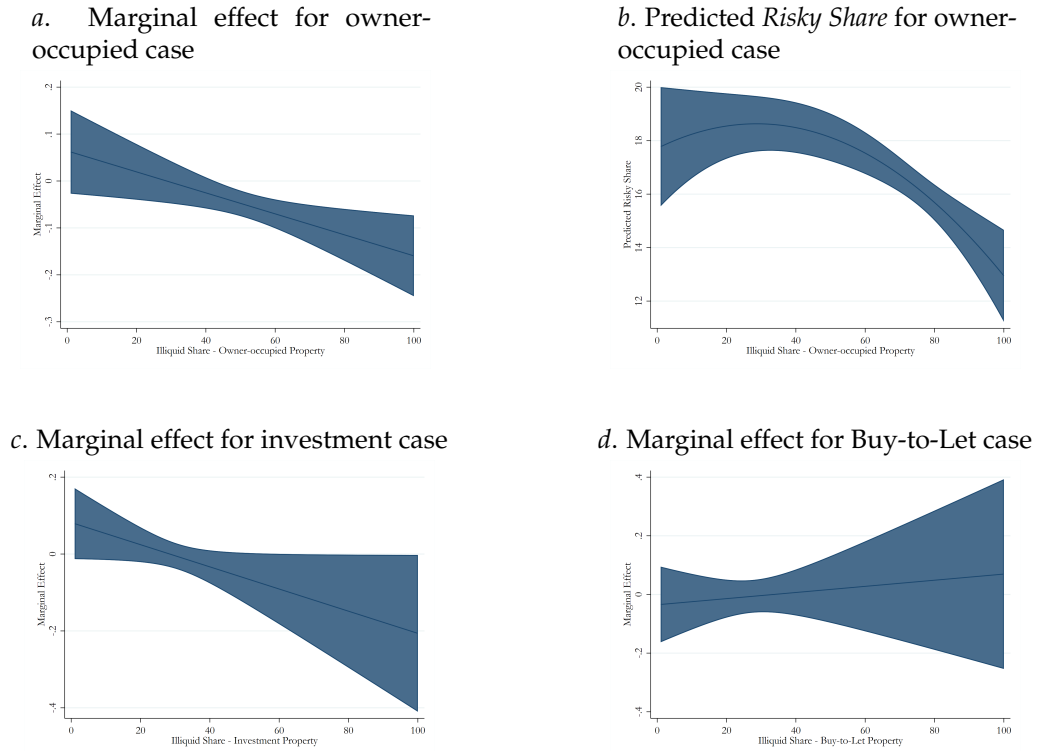 a. Marginal effect for owner-
occupied case
.2
.1
0
-.1
-.2
-.3
Marginal Effect
0 20 40 60 80 100
Illiquid Share - Owner-occupied Property
b. Predicted Risky Share for owner-
occupied case
20
18
16
14
12
Predicted Risky Share
0 20 40 60 80 100
Illiquid Share - Owner-occupied Property
c. Marginal effect for investment case
.2
0
-.2
-.4
Marginal Effect
0 20 40 60 80 100
Illiquid Share - Investment Property
d. Marginal effect for Buy-to-Let case
.4
.2
0
-.2
-.4
Marginal Effect
0 20 40 60 80 100
Illiquid Share - Buy-to-Let Property